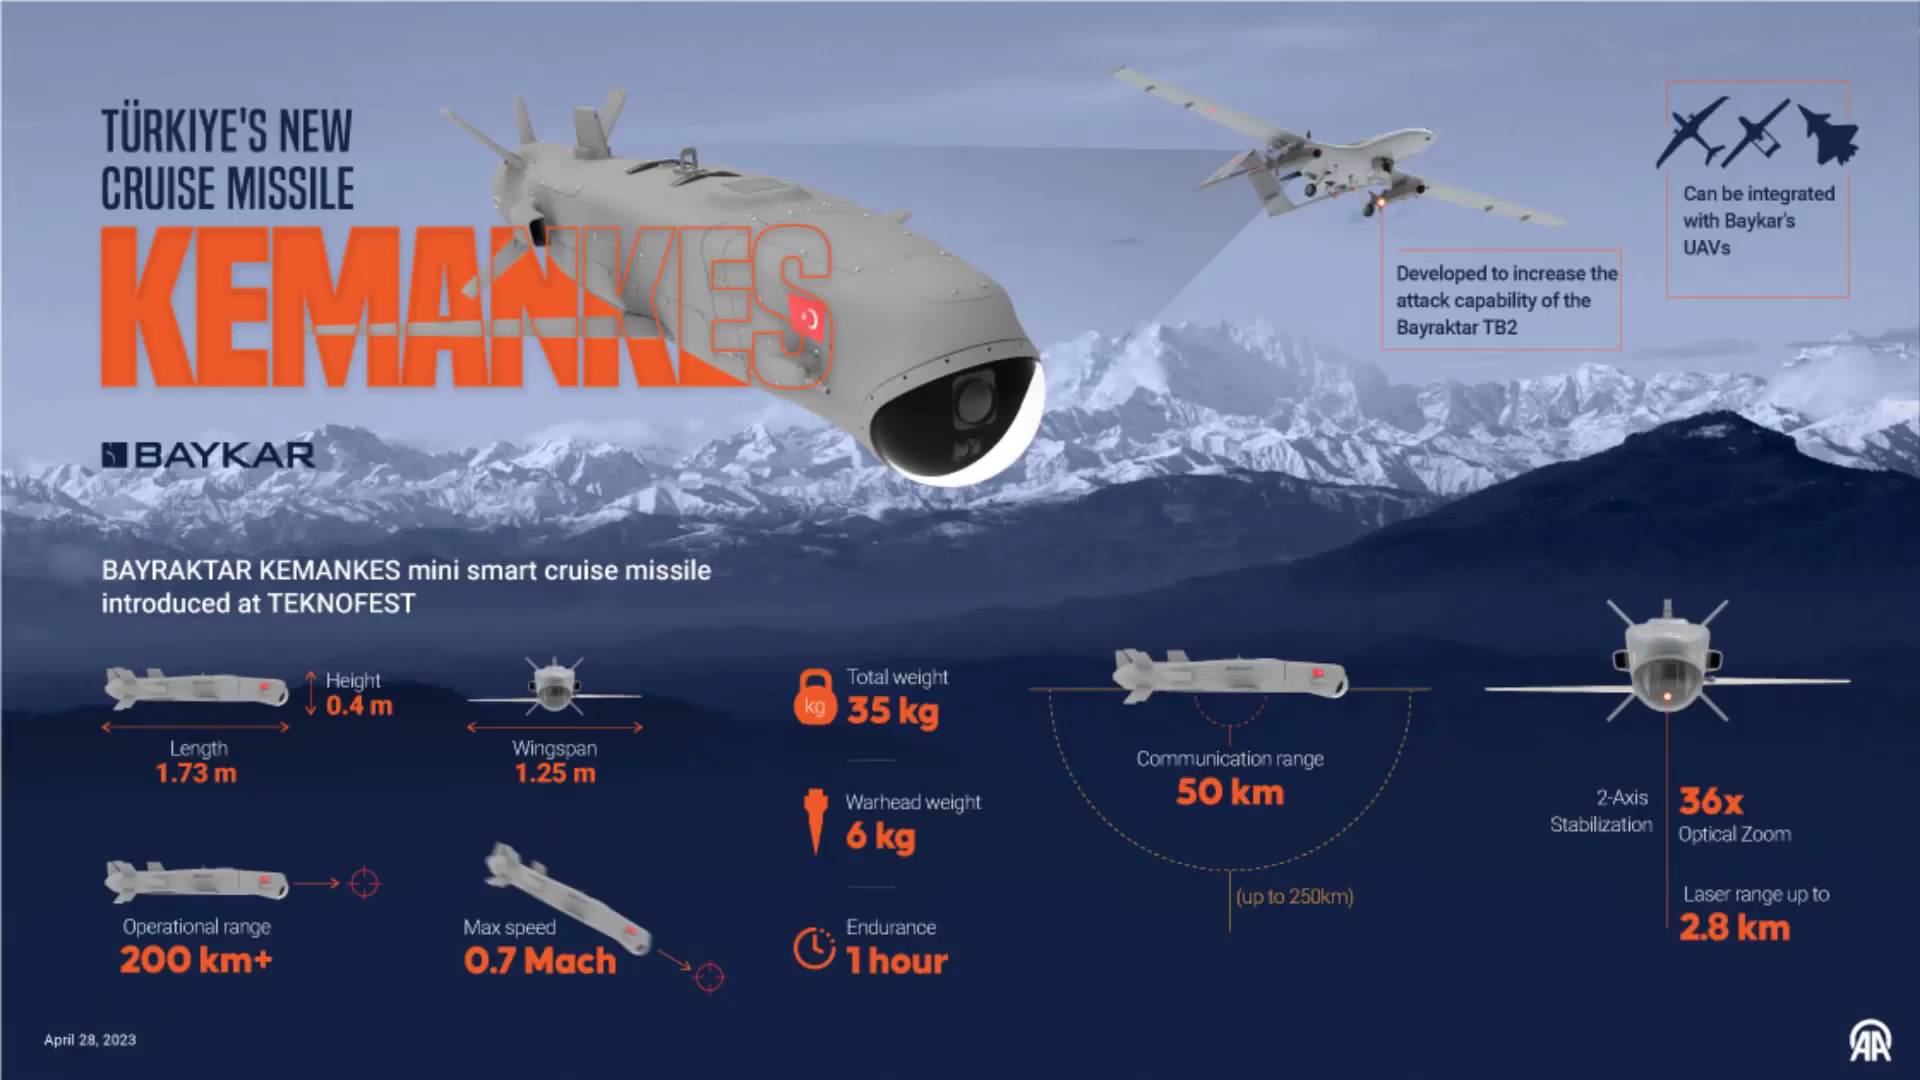 TÜRKIYE'S NEW
CRUISE MISSILE
KEMANKES
BAYKAR
Developed to increase the
attack capability of the
Bayraktar TB2
Can be integrated
with Baykar's
UAVs
BAYRAKTAR KEMANKES mini smart cruise missile
introduced at TEKNOFEST
Height
0.4 m
Length
1.73 m
Wingspan
1.25 m
Operational range
200 km+
Max speed
0.7 Mach
kg
Total weight
35 kg
Warhead weight
6 kg
Endurance
1 hour
Communication range
50 km
(up to 250km)
2-Axis
Stabilization
36x
Optical Zoom
Laser range up to
2.8 km
April 28, 2023
AA